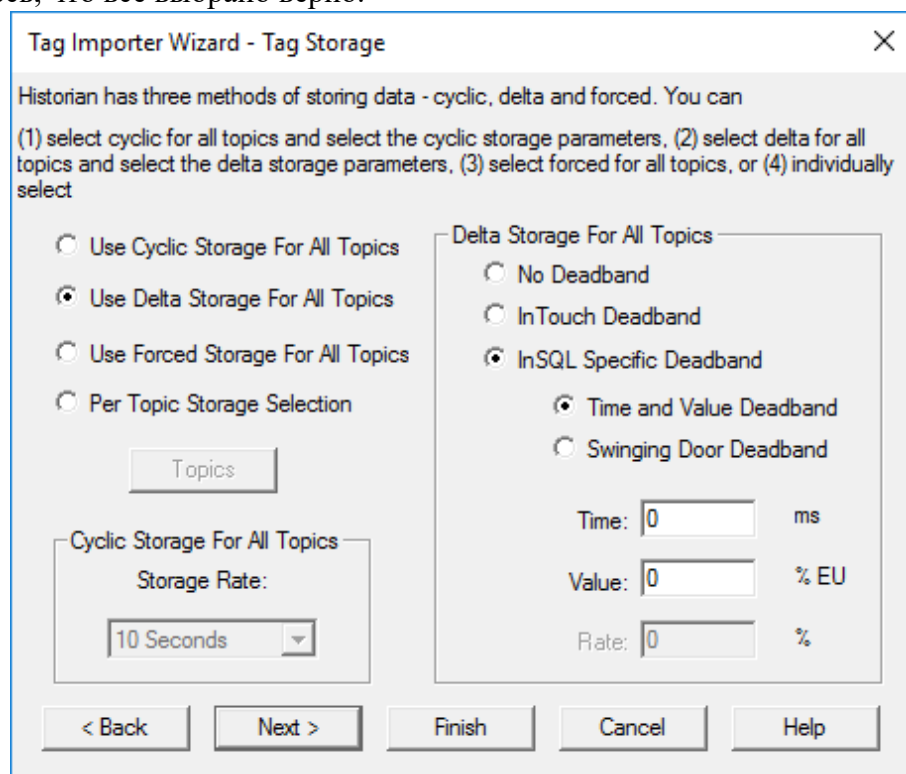 что все выбрано верно.
Tag Importer Wizard - Tag Storage
Historian has three methods of storing data - cyclic, delta and forced. You can
(1) select cyclic for all topics and select the cyclic storage parameters, (2) select delta for all
topics and select the delta storage parameters, (3) select forced for all topics, or (4) individually
select
Use Cyclic Storage For All Topics
Use Delta Storage For All Topics
Use Forced Storage For All Topics
Per Topic Storage Selection
Topics
Cyclic Storage For All Topics
Storage Rate:
10 Seconds
Delta Storage For All Topics
No Deadband
InTouch Deadband
InSQL Specific Deadband
Time and Value Deadband
Swinging Door Deadband
Time: 0 ms
Value: 0 % EU
Rate: 0 %
< Back Next > Finish Cancel Help